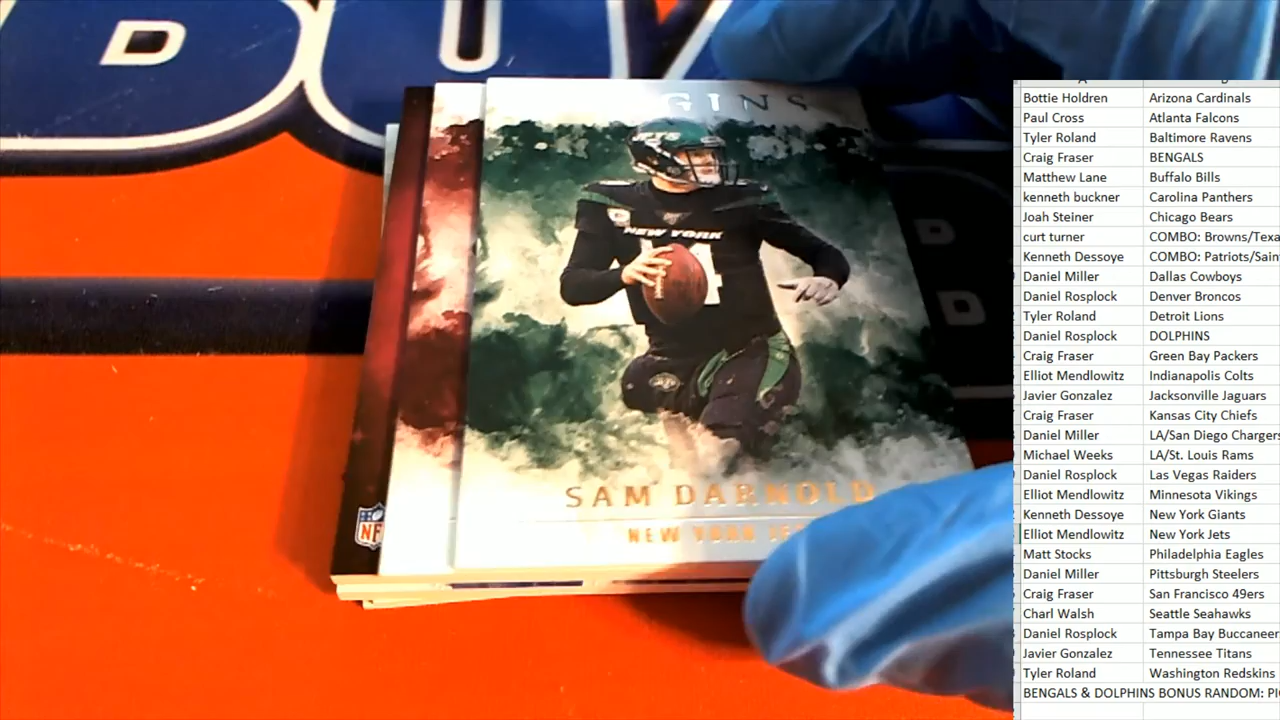 GINS
JETS
NEW YORK
14
SAM DARNOLD
NEW YORK JE
NF
Bottie Holdren Arizona Cardinals
Paul Cross Atlanta Falcons
Tyler Roland Baltimore Ravens
Craig Fraser BENGALS
Matthew Lane Buffalo Bills
kenneth buckner Carolina Panthers
Joah Steiner Chicago Bears
curt turner COMBO: Browns/Texa
Kenneth Dessoye COMBO: Patriots/Sain
Daniel Miller Dallas Cowboys
Daniel Rosplock Denver Broncos
Tyler Roland Detroit Lions
Daniel Rosplock DOLPHINS
Craig Fraser Green Bay Packers
Elliot Mendlowitz Indianapolis Colts
Javier Gonzalez Jacksonville Jaguars
Craig Fraser Kansas City Chiefs
Daniel Miller LA/San Diego Chargers
Michael Weeks LA/St. Louis Rams
Daniel Rosplock Las Vegas Raiders
Elliot Mendlowitz Minnesota Vikings
Kenneth Dessoye New York Giants
Elliot Mendlowitz New York Jets
Matt Stocks Philadelphia Eagles
Daniel Miller Pittsburgh Steelers
Craig Fraser San Francisco 49ers
Charl Walsh Seattle Seahawks
Daniel Rosplock Tampa Bay Buccaneer
Javier Gonzalez Tennessee Titans
Tyler Roland Washington Redskins
BENGALS & DOLPHINS BONUS RANDOM: PI